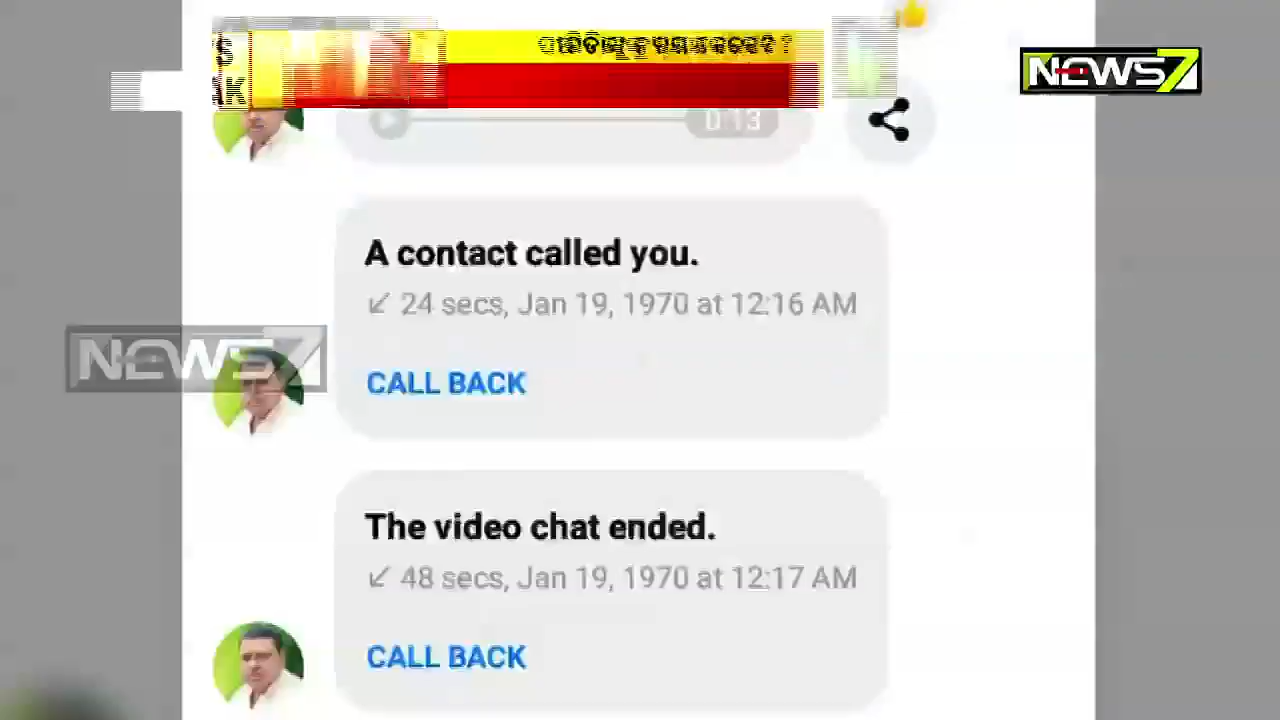 NEWS7
0:13
A contact called you.
↙ 24 secs, Jan 19, 1970 at 12:16 AM
NEWS7
CALL BACK
The video chat ended.
↙ 48 secs, Jan 19, 1970 at 12:17 AM
CALL BACK